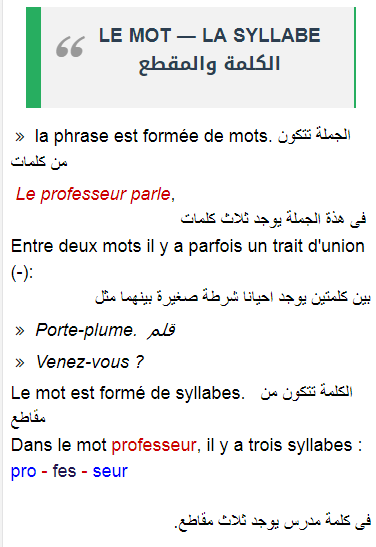 LE MOT — LA SYLLABE
الكلمة والمقطع
» la phrase est formée de mots. الجملة تتكون
من كلمات
Le professeur parle,
فى هذة الجملة يوجد ثلاث كلمات
Entre deux mots il y a parfois un trait d'union
(-):
بين كلمتين يوجد احيانا شرطة صغيرة بينهما مثل
» Porte-plume. قلم
» Venez-vous ?
Le mot est formé de syllabes. الكلمة تتكون من
مقاطع
Dans le mot professeur, il y a trois syllabes :
pro - fes - seur
فى كلمة مدرس يوجد ثلاث مقاطع.